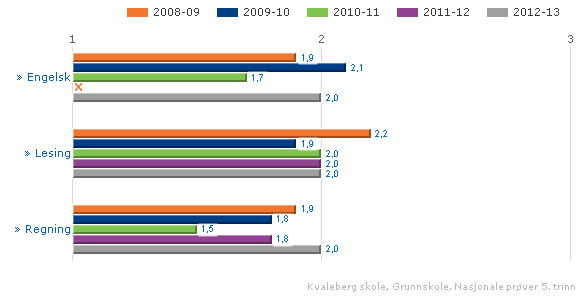 2008-09 2009-10 2010-11 2011-12 2012-13
1 2 3
» Engelsk
1,9
2,1
1,7
2,0
» Lesing
2,2
1,9
2,0
2,0
2,0
» Regning
1,9
1,8
1,5
1,8
2,0
Kvaleberg skole, Grunnskole, Nasjonale prøver 5. trinn